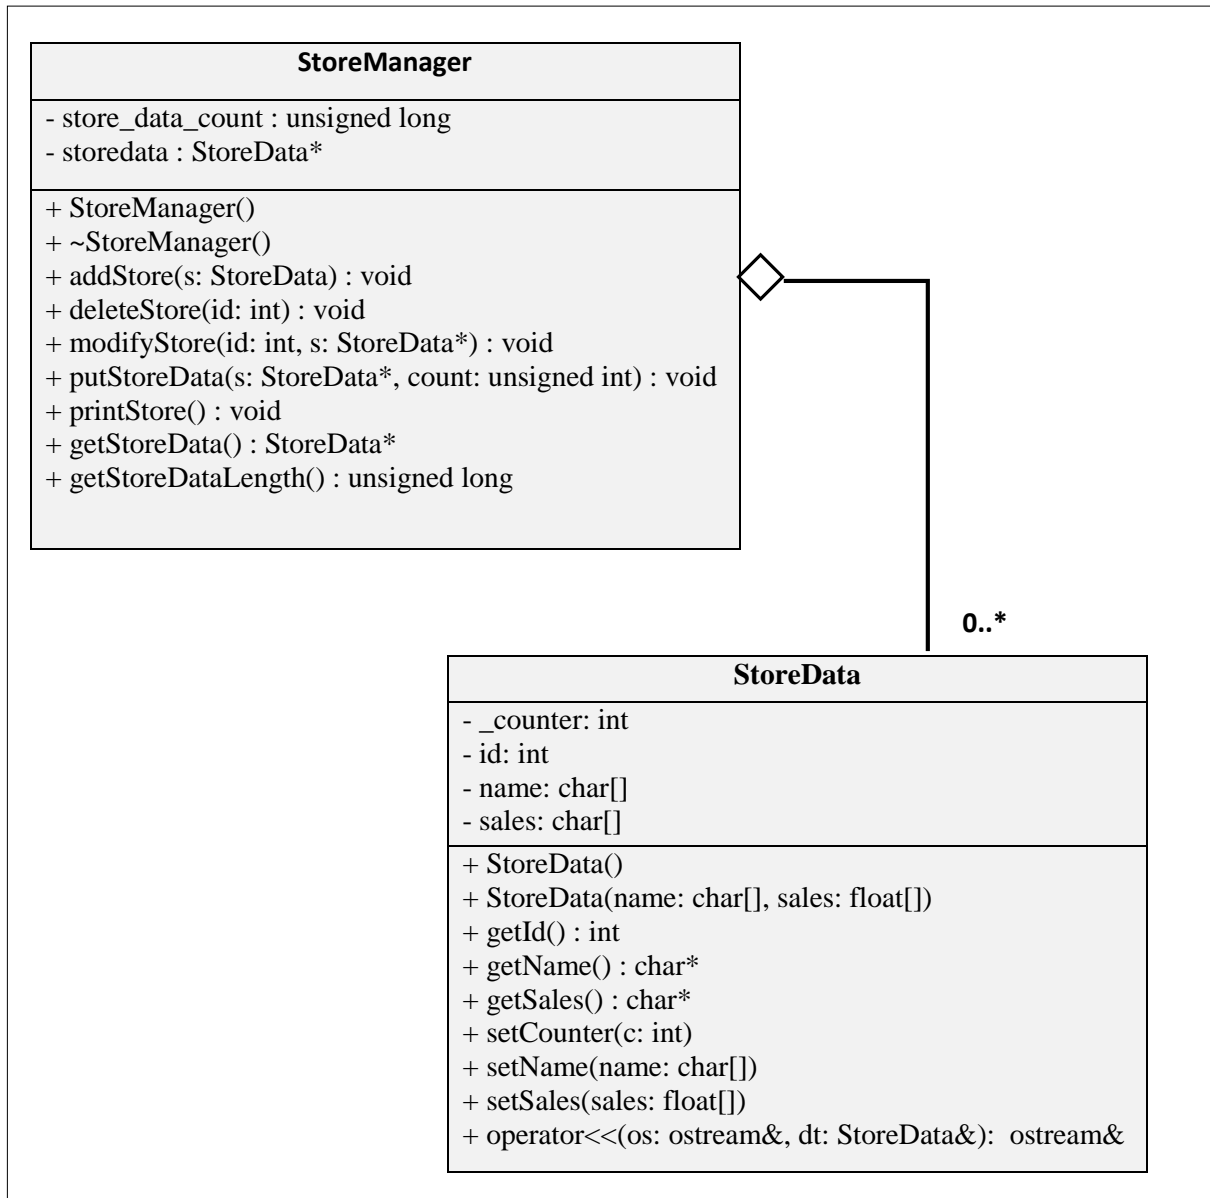 StoreManager
- store_data_count : unsigned long
- storedata : StoreData*
+ StoreManager()
+ ~StoreManager()
+ addStore(s: StoreData) : void
+ deleteStore(id: int) : void
+ modifyStore(id: int, s: StoreData*) : void
+ putStoreData(s: StoreData*, count: unsigned int) : void
+ printStore() : void
+ getStoreData() : StoreData*
+ getStoreDataLength() : unsigned long
0..*
StoreData
- _counter: int
- id: int
- name: char[]
- sales: char[]
+ StoreData()
+ StoreData(name: char[], sales: float[])
+ getId() : int
+ getName() : char*
+ getSales() : char*
+ setCounter(c: int)
+ setName(name: char[])
+ setSales(sales: float[])
+ operator<<(os: ostream&, dt: StoreData&): ostream&